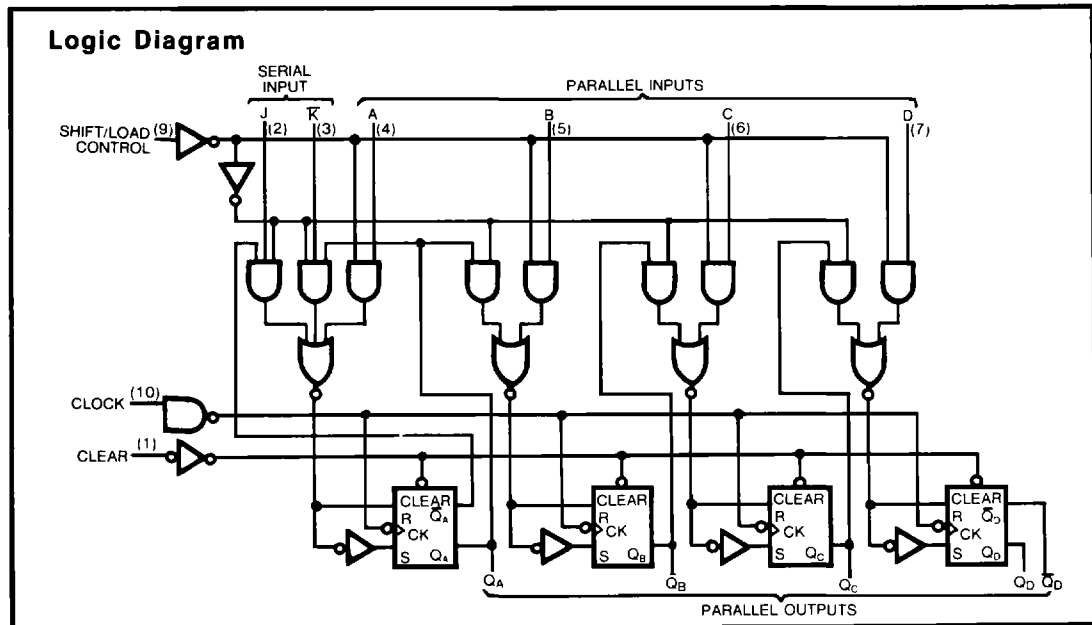 Logic Diagram
SERIAL
INPUT
PARALLEL INPUTS
J K̅ A B C D
SHIFT/LOAD
CONTROL
(9) (2) (3) (4) (5) (6) (7)
CLOCK (10)
CLEAR (1)
CLEAR CLEAR CLEAR CLEAR
R Q̅A R R R Q̅D
CK CK CK CK
S QA S QB S QC S QD
QA QB QC QD Q̅D
PARALLEL OUTPUTS